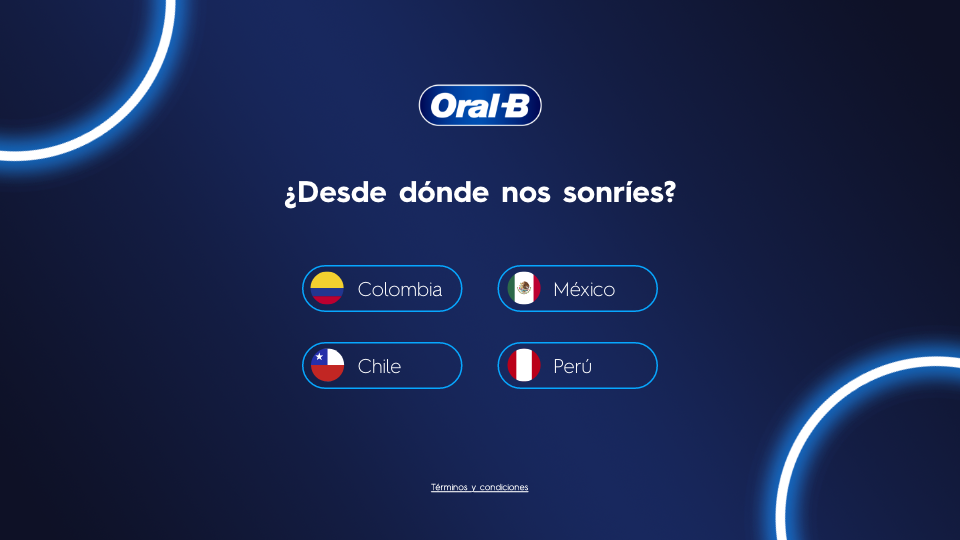 Oral-B
¿Desde dónde nos sonríes?
Colombia
México
Chile
Perú
Términos y condiciones